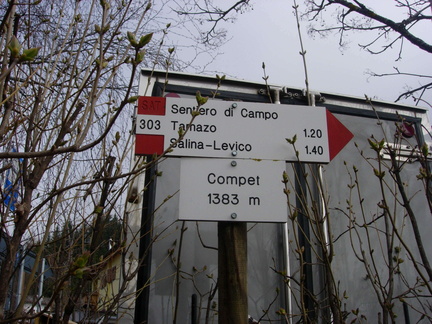 SAT
303
Sentiero di Campo
Tamazo 1.20
Salina-Levico 1.40
Compet
1383 m